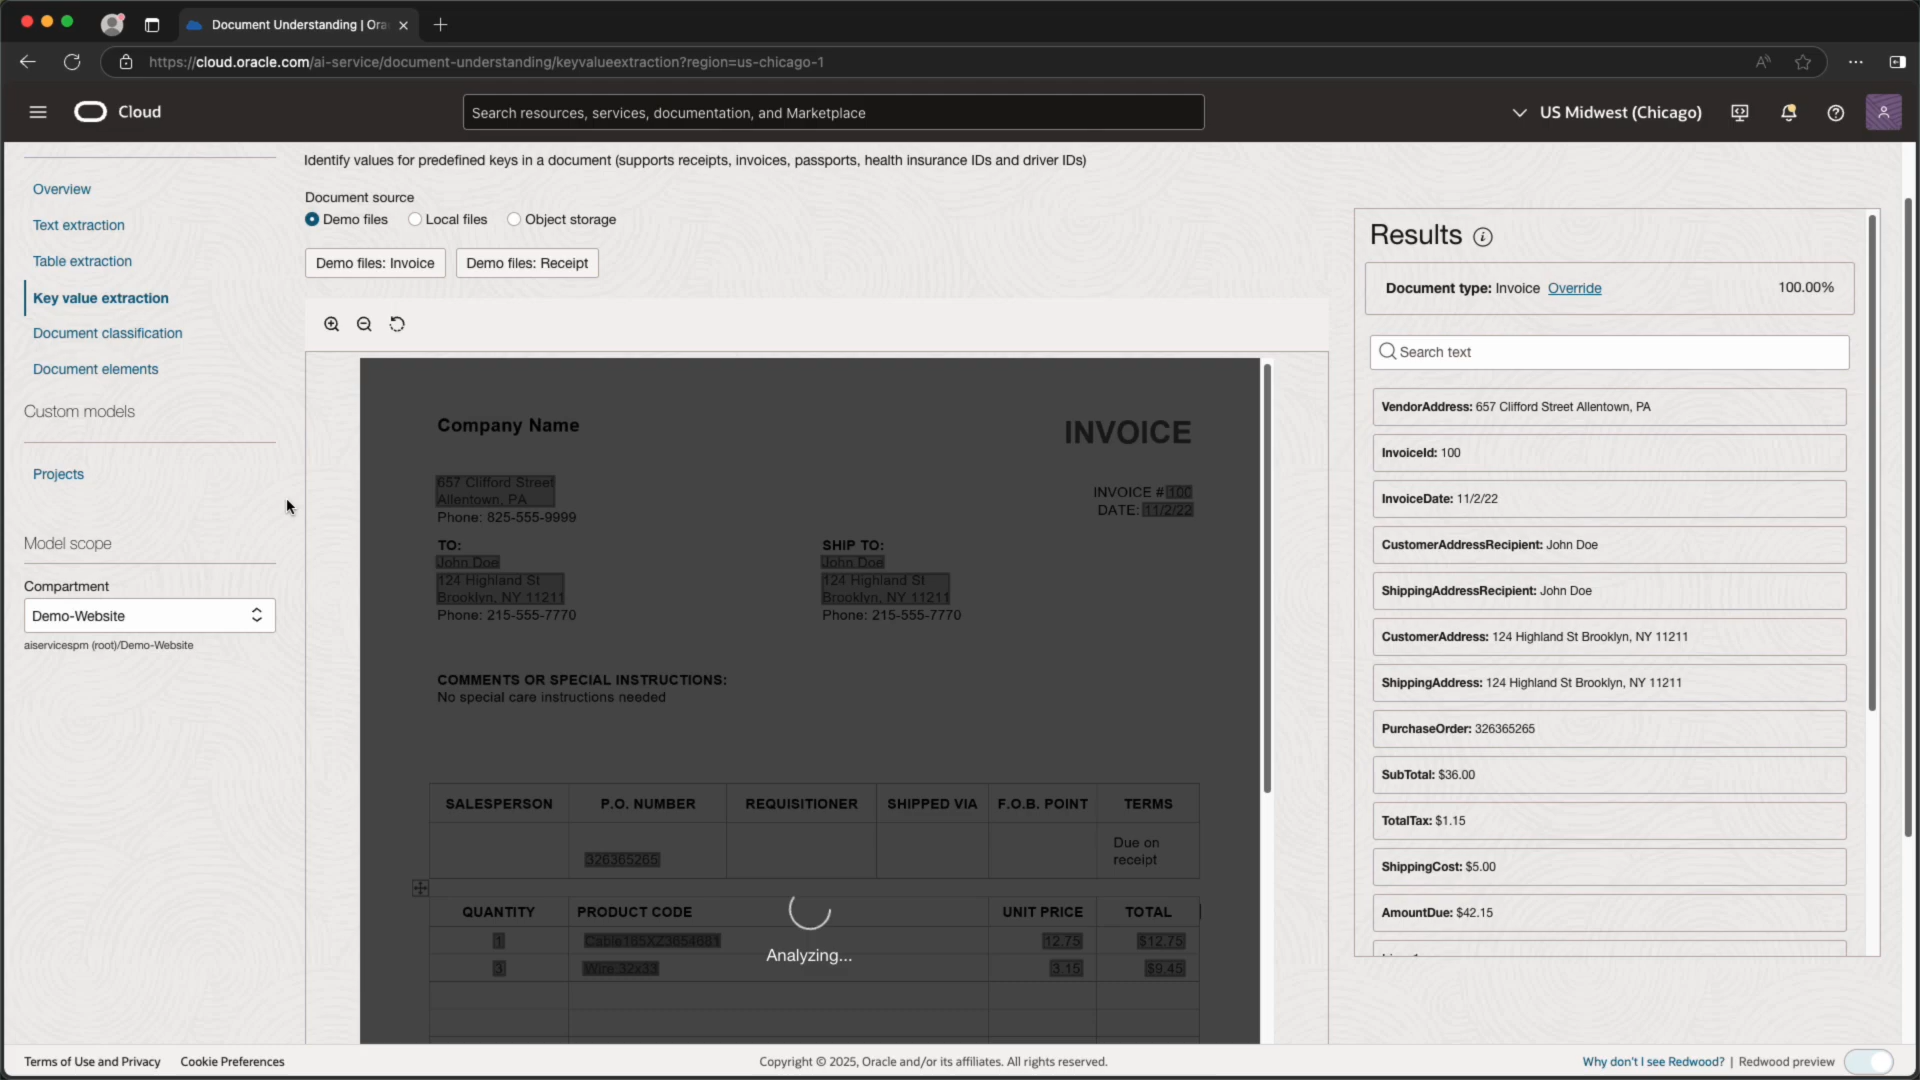 Document Understanding | Ora
https://cloud.oracle.com/ai-service/document-understanding/keyvalueextraction?region=us-chicago-1
Cloud
Search resources, services, documentation, and Marketplace
US Midwest (Chicago)
Overview
Text extraction
Table extraction
Key value extraction
Document classification
Document elements
Custom models
Projects
Model scope
Compartment
Demo-Website
aiservicespm (root)/Demo-Website
Identify values for predefined keys in a document (supports receipts, invoices, passports, health insurance IDs and driver IDs)
Document source
Demo files Local files Object storage
Demo files: Invoice Demo files: Receipt
Company Name INVOICE
657 Clifford Street
Allentown, PA
Phone: 825-555-9999
INVOICE # 100
DATE: 11/2/22
TO:
John Doe
124 Highland St
Brooklyn, NY 11211
Phone: 215-555-7770
SHIP TO:
John Doe
124 Highland St
Brooklyn, NY 11211
Phone: 215-555-7770
COMMENTS OR SPECIAL INSTRUCTIONS:
No special care instructions needed
SALESPERSON P.O. NUMBER REQUISITIONER SHIPPED VIA F.O.B. POINT TERMS
326365265
Due on
receipt
QUANTITY PRODUCT CODE UNIT PRICE TOTAL
1 Cable185XZ3654681 12.75 $12.75
3 Wire 32x33 3.15 $9.45
Analyzing...
Results
Document type: Invoice Override 100.00%
Search text
VendorAddress: 657 Clifford Street Allentown, PA
InvoiceId: 100
InvoiceDate: 11/2/22
CustomerAddressRecipient: John Doe
ShippingAddressRecipient: John Doe
CustomerAddress: 124 Highland St Brooklyn, NY 11211
ShippingAddress: 124 Highland St Brooklyn, NY 11211
PurchaseOrder: 326365265
SubTotal: $36.00
TotalTax: $1.15
ShippingCost: $5.00
AmountDue: $42.15
Terms of Use and Privacy Cookie Preferences
Copyright © 2025, Oracle and/or its affiliates. All rights reserved.
Why don't I see Redwood? | Redwood preview